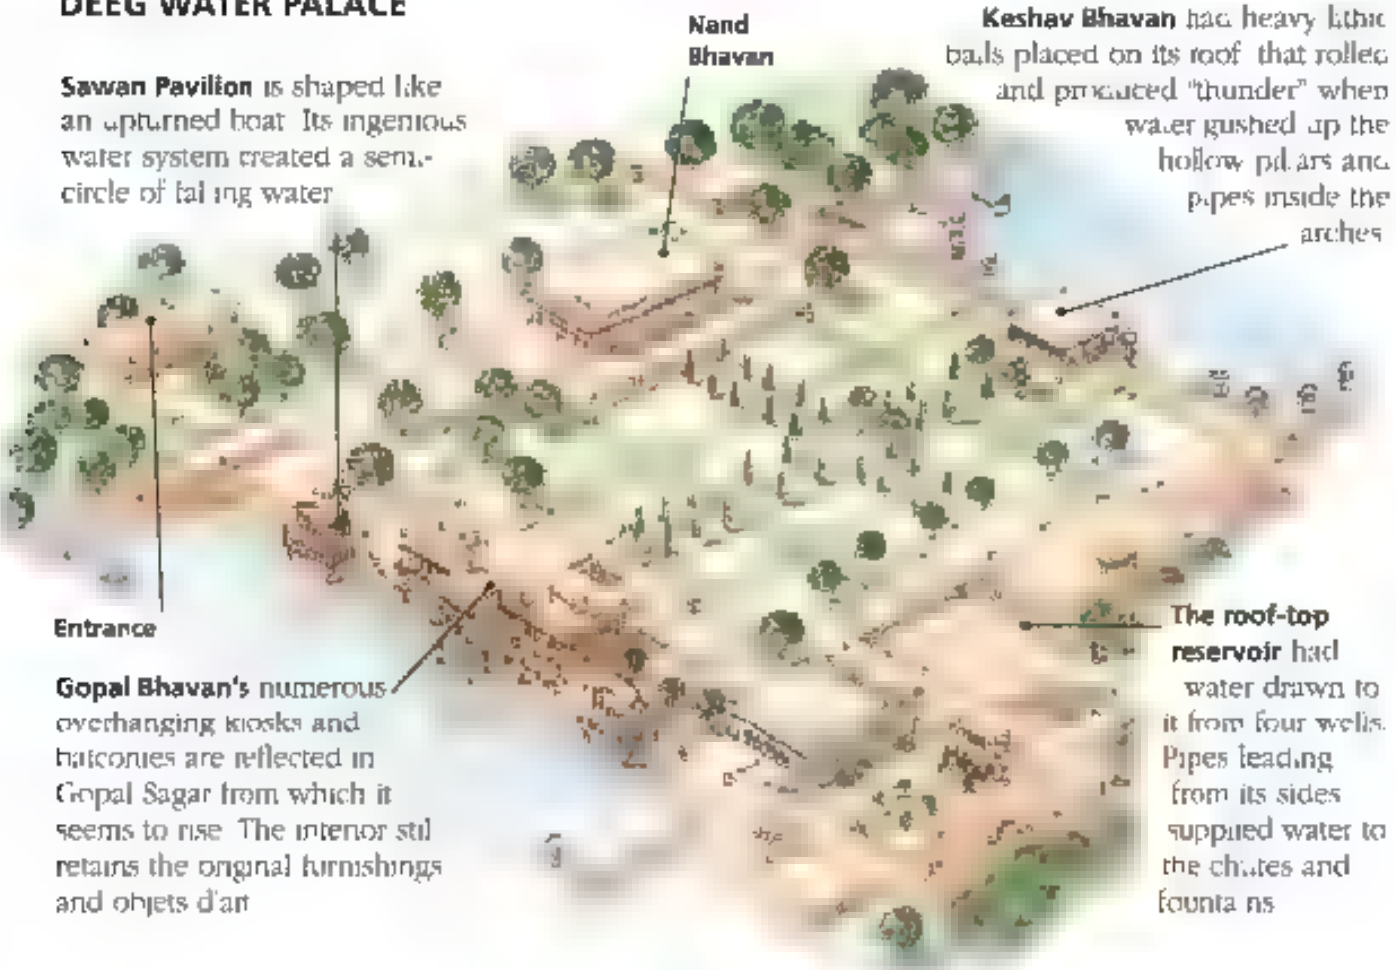 DEEG WATER PALACE
Sawan Pavilion is shaped like
an upturned boat Its ingenious
water system created a semi-
circle of falling water
Nand
Bhavan
Keshav Bhavan had heavy lithic
balls placed on its roof that rolled
and produced "thunder" when
water gushed up the
hollow pillars and
pipes inside the
arches
Entrance
Gopal Bhavan's numerous
overhanging kiosks and
balconies are reflected in
Gopal Sagar from which it
seems to rise The interior still
retains the original furnishings
and objets d'art
The roof-top
reservoir had
water drawn to
it from four wells.
Pipes leading
from its sides
supplied water to
the chutes and
fountains